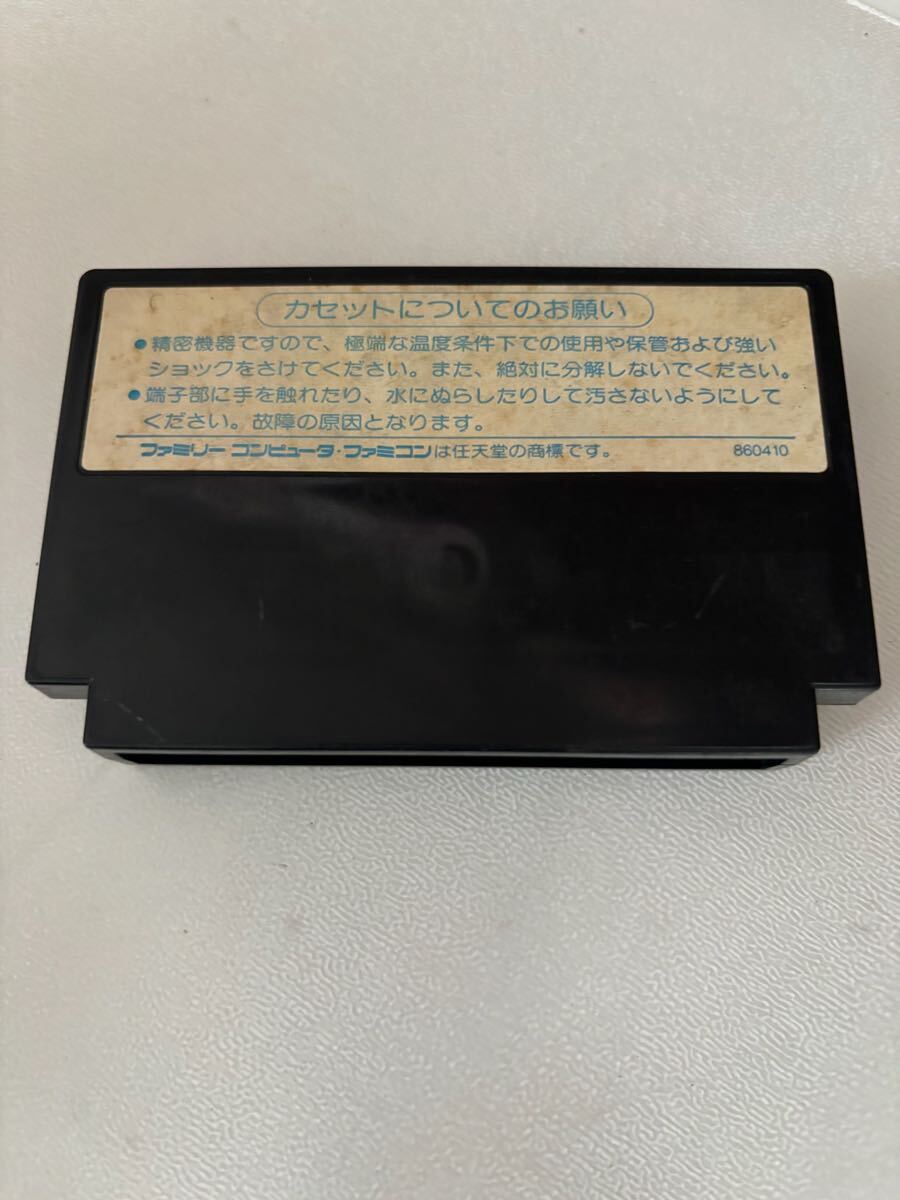 カセットについてのお願い
●精密機器ですので、極端な温度条件下での使用や保管および強い
ショックをさけてください。また、絶対に分解しないでください。
●端子部に手を触れたり、水にぬらしたりして汚さないようにして
ください。故障の原因となります。
ファミリー コンピュータ・ファミコンは任天堂の商標です。 860410